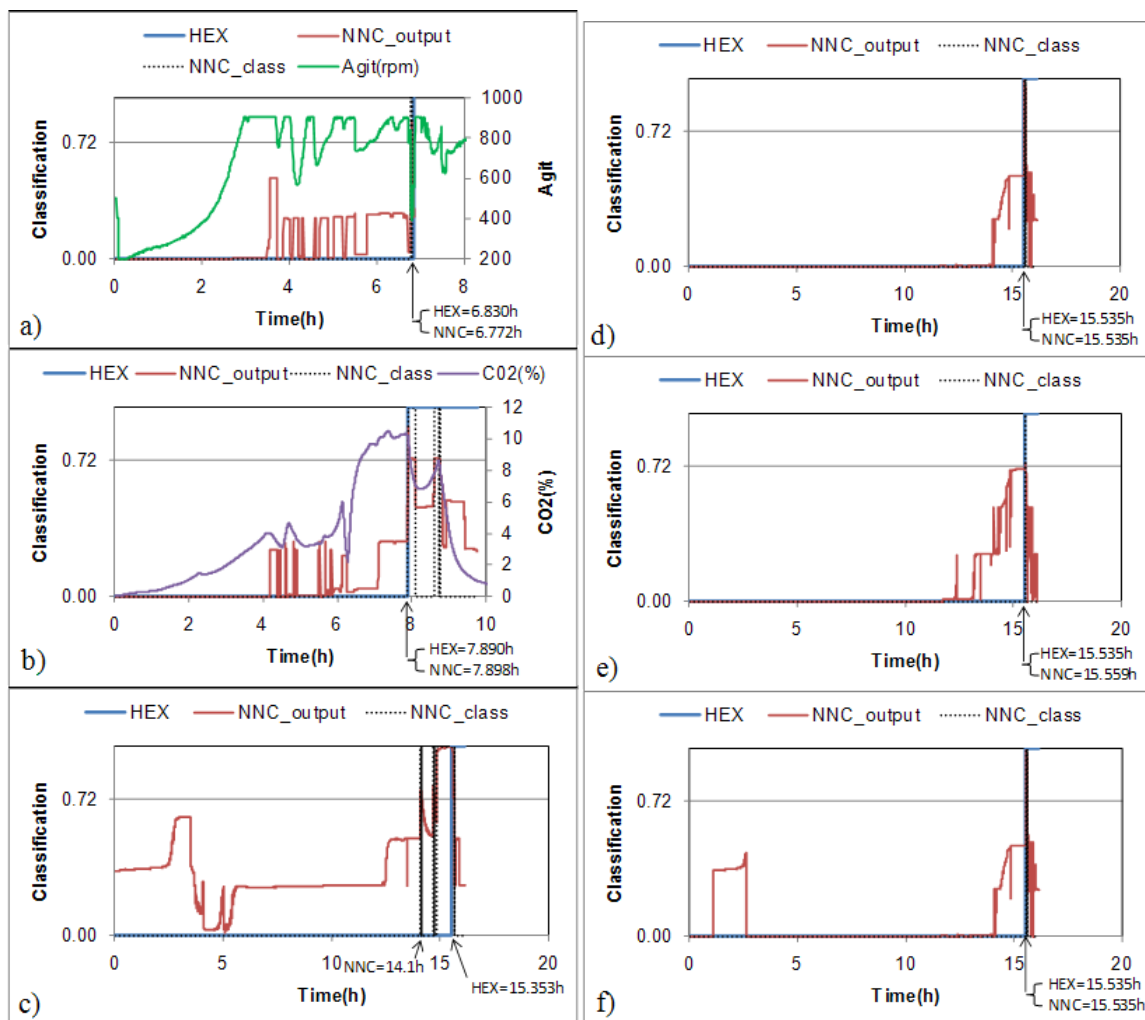 HEX NNC_output
NNC_class Agit(rpm)
1000
800
600
400
200
0.72
0.00
Classification
Agit
0 2 4 6 8
Time(h)
HEX=6.830h
NNC=6.772h
a)
HEX NNC_output NNC_class C02(%)
12
10
8
6
4
2
0
0.72
0.00
Classification
CO2(%)
0 2 4 6 8 10
Time(h)
HEX=7.890h
NNC=7.898h
b)
HEX NNC_output NNC_class
0.72
0.00
Classification
0 5 10 15 20
NNC=14.1h
HEX=15.353h
Time(h)
c)
HEX NNC_output NNC_class
0.72
0.00
Classification
0 5 10 15 20
Time(h)
HEX=15.535h
NNC=15.535h
d)
HEX NNC_output NNC_class
0.72
0.00
Classification
0 5 10 15 20
Time(h)
HEX=15.535h
NNC=15.559h
e)
HEX NNC_output NNC_class
0.72
0.00
Classification
0 5 10 15 20
Time(h)
HEX=15.535h
NNC=15.535h
f)